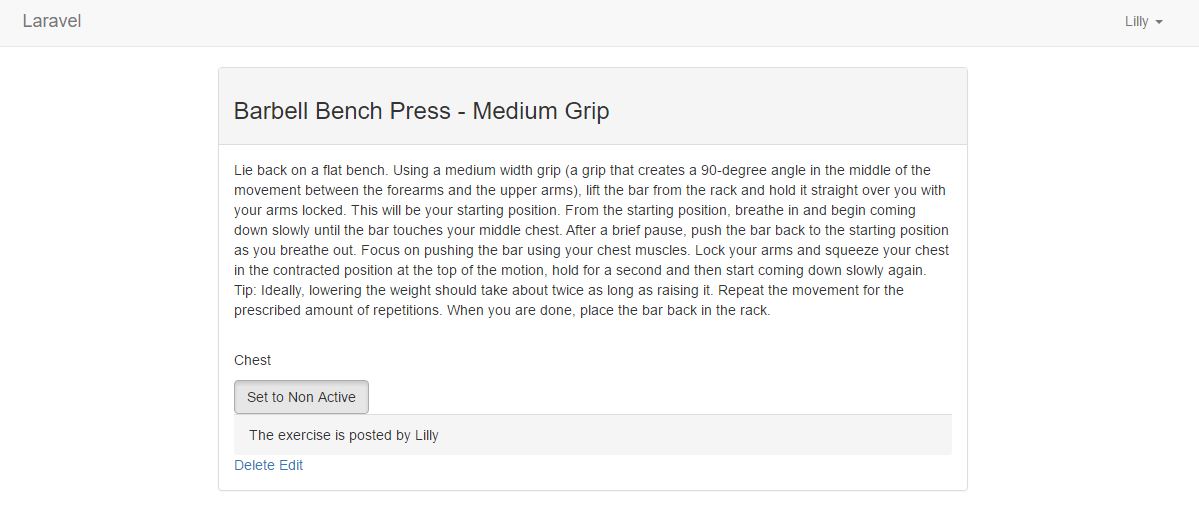 Laravel
Lilly
Barbell Bench Press - Medium Grip
Lie back on a flat bench. Using a medium width grip (a grip that creates a 90-degree angle in the middle of the
movement between the forearms and the upper arms), lift the bar from the rack and hold it straight over you with
your arms locked. This will be your starting position. From the starting position, breathe in and begin coming
down slowly until the bar touches your middle chest. After a brief pause, push the bar back to the starting position
as you breathe out. Focus on pushing the bar using your chest muscles. Lock your arms and squeeze your chest
in the contracted position at the top of the motion, hold for a second and then start coming down slowly again.
Tip: Ideally, lowering the weight should take about twice as long as raising it. Repeat the movement for the
prescribed amount of repetitions. When you are done, place the bar back in the rack.
Chest
Set to Non Active
The exercise is posted by Lilly
Delete Edit